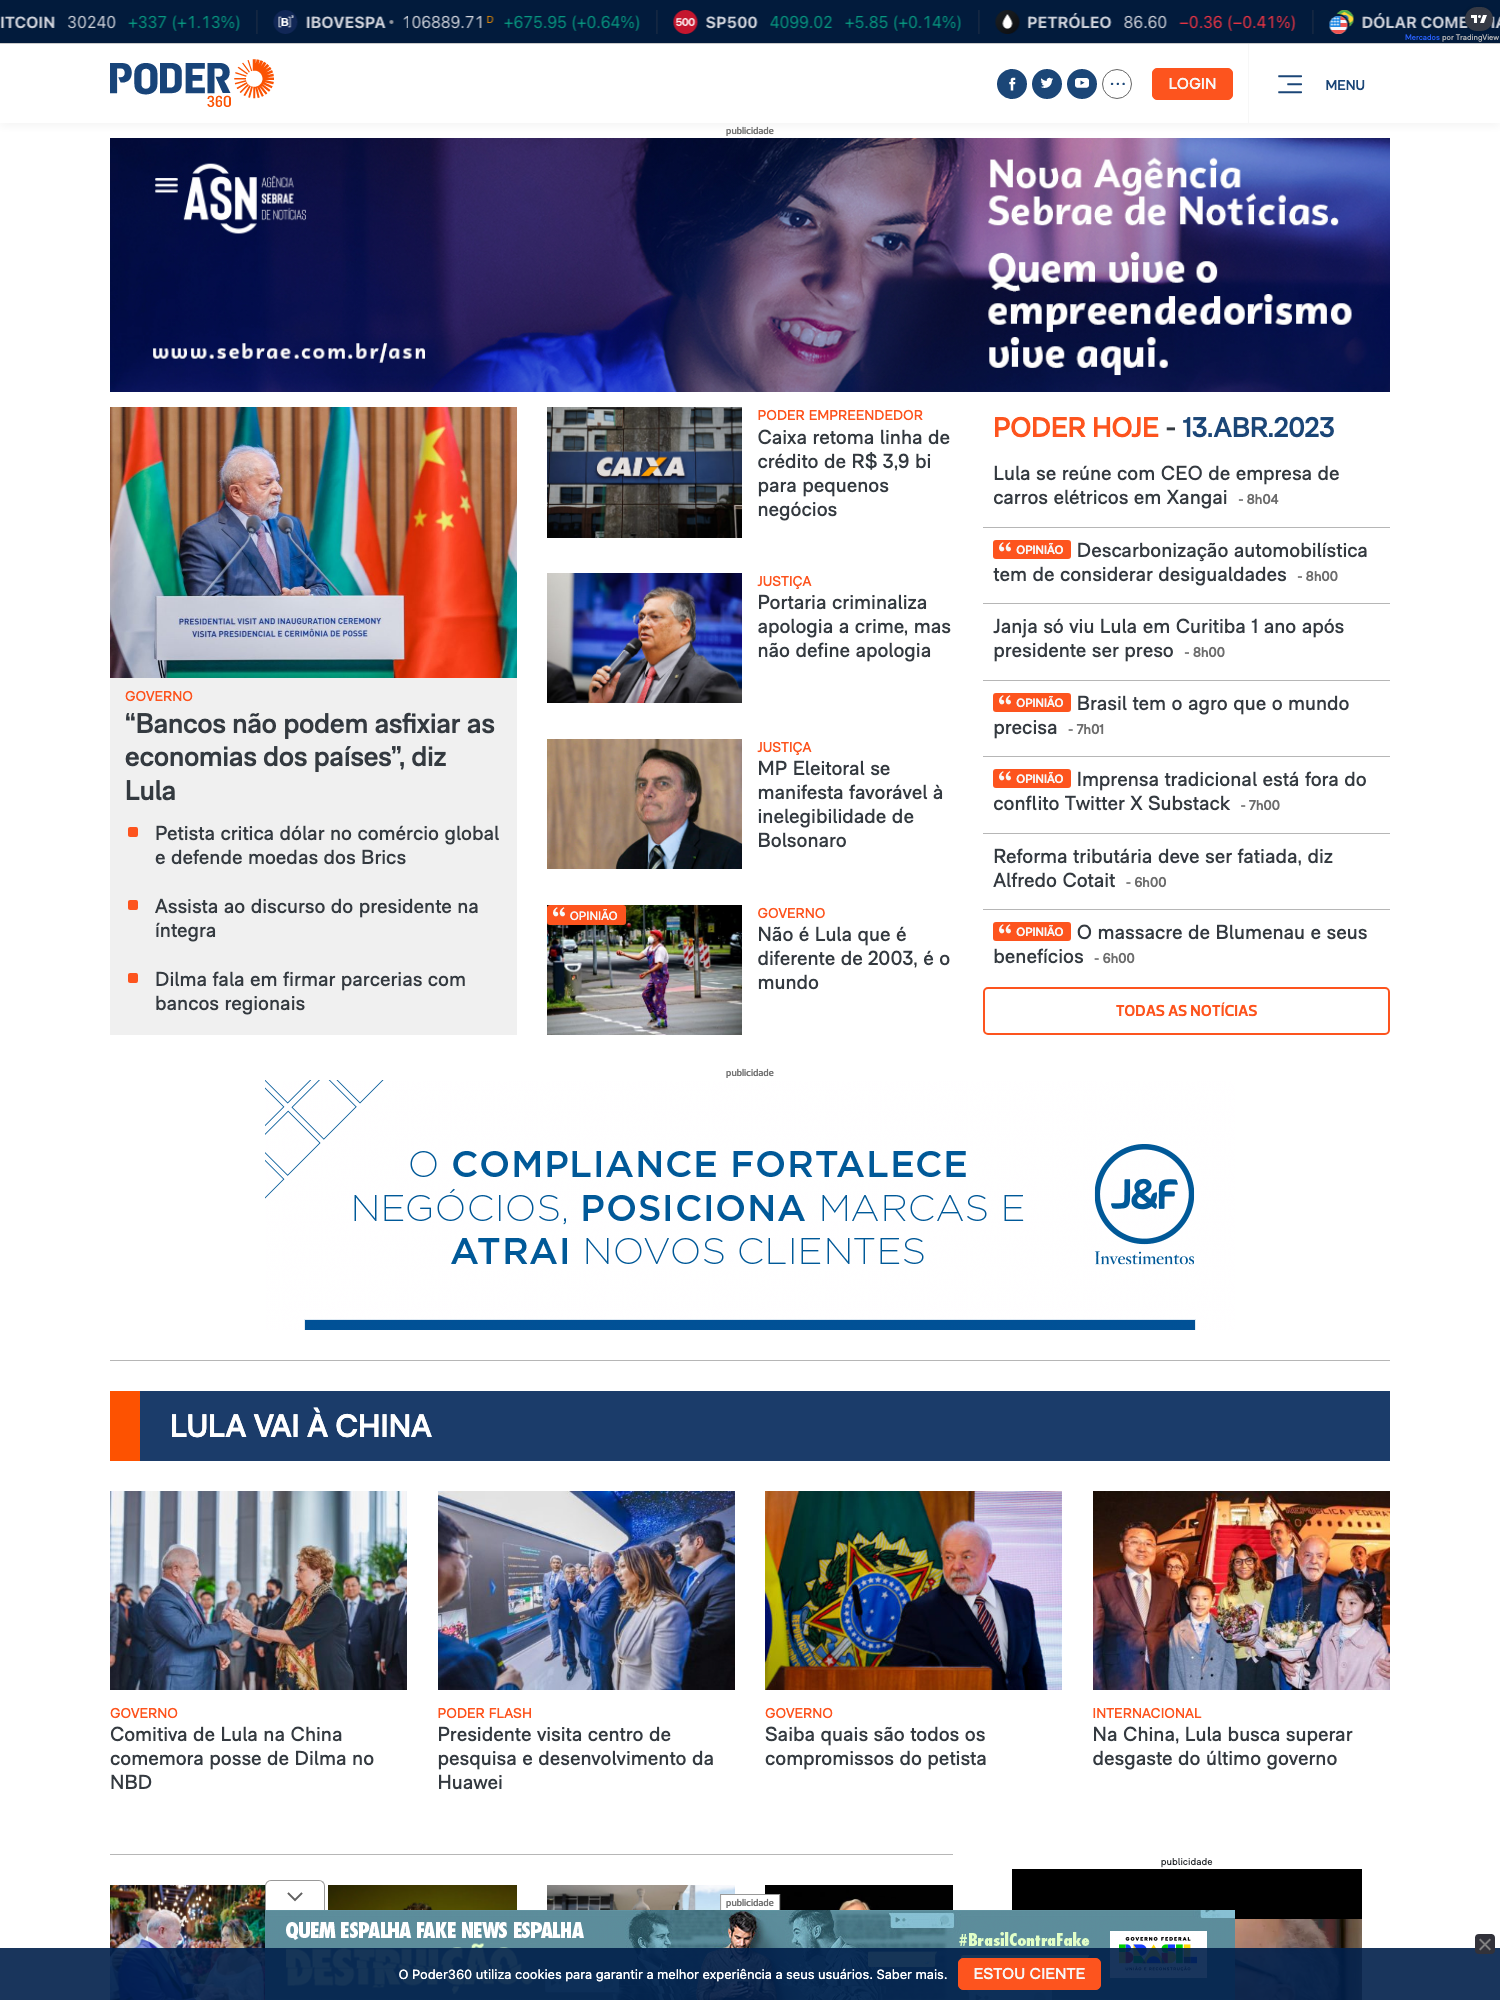 ITCOIN 30240 +337 (+1.13%) IBOVESPA 106889.71 D +675.95 (+0.64%) 500 SP500 4099.02 +5.85 (+0.14%) PETRÓLEO 86.60 −0.36 (−0.41%) DÓLAR COME
Mercados por TradingView
PODER
360
LOGIN
MENU
publicidade
ASN AGÊNCIA SEBRAE DE NOTÍCIAS
www.sebrae.com.br/asn
Nova Agência
Sebrae de Notícias.
Quem vive o
empreendedorismo
vive aqui.
PRESIDENTIAL VISIT AND INAUGURATION CEREMONY
VISITA PRESIDENCIAL E CERIMÔNIA DE POSSE
GOVERNO
“Bancos não podem asfixiar as
economias dos países”, diz
Lula
Petista critica dólar no comércio global
e defende moedas dos Brics
Assista ao discurso do presidente na
íntegra
Dilma fala em firmar parcerias com
bancos regionais
CAIXA
PODER EMPREENDEDOR
Caixa retoma linha de
crédito de R$ 3,9 bi
para pequenos
negócios
JUSTIÇA
Portaria criminaliza
apologia a crime, mas
não define apologia
JUSTIÇA
MP Eleitoral se
manifesta favorável à
inelegibilidade de
Bolsonaro
“ OPINIÃO
GOVERNO
Não é Lula que é
diferente de 2003, é o
mundo
PODER HOJE - 13.ABR.2023
Lula se reúne com CEO de empresa de
carros elétricos em Xangai - 8h04
“ OPINIÃO Descarbonização automobilística
tem de considerar desigualdades - 8h00
Janja só viu Lula em Curitiba 1 ano após
presidente ser preso - 8h00
“ OPINIÃO Brasil tem o agro que o mundo
precisa - 7h01
“ OPINIÃO Imprensa tradicional está fora do
conflito Twitter X Substack - 7h00
Reforma tributária deve ser fatiada, diz
Alfredo Cotait - 6h00
“ OPINIÃO O massacre de Blumenau e seus
benefícios - 6h00
TODAS AS NOTÍCIAS
publicidade
O COMPLIANCE FORTALECE
NEGÓCIOS, POSICIONA MARCAS E
ATRAI NOVOS CLIENTES
J&F
Investimentos
LULA VAI À CHINA
GOVERNO
Comitiva de Lula na China
comemora posse de Dilma no
NBD
PODER FLASH
Presidente visita centro de
pesquisa e desenvolvimento da
Huawei
GOVERNO
Saiba quais são todos os
compromissos do petista
INTERNACIONAL
Na China, Lula busca superar
desgaste do último governo
publicidade
publicidade
QUEM ESPALHA FAKE NEWS ESPALHA
#BrasilContraFake
GOVERNO FEDERAL
BRASIL
O Poder360 utiliza cookies para garantir a melhor experiência a seus usuários. Saber mais.
ESTOU CIENTE